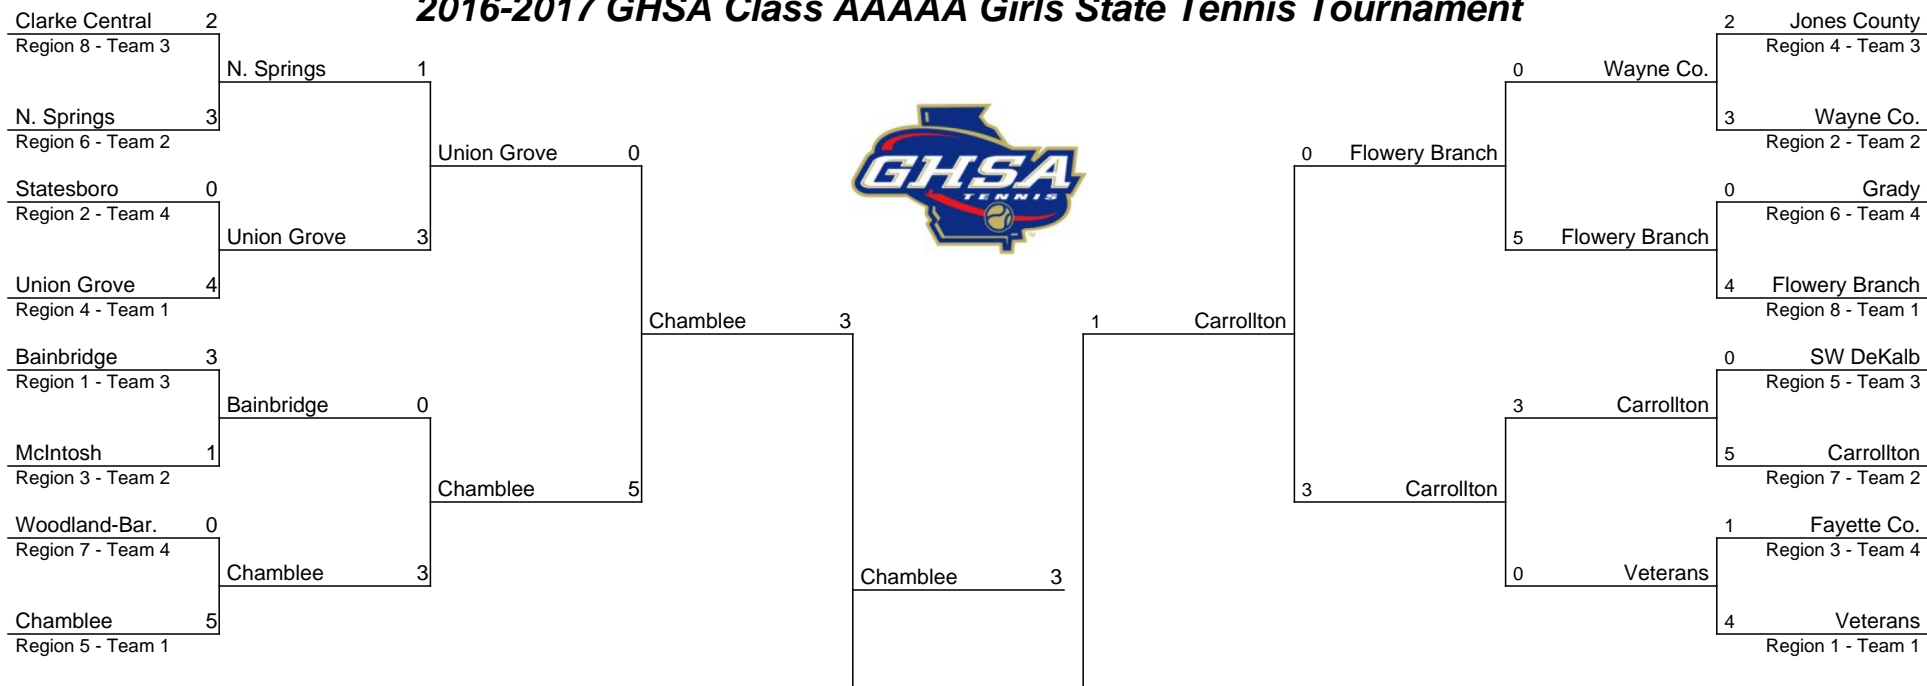 2016-2017 GHSA Class AAAAA Girls State Tennis Tournament
Clarke Central 2
Region 8 - Team 3
N. Springs 1
N. Springs 3
Region 6 - Team 2
Union Grove 0
Statesboro 0
Region 2 - Team 4
Union Grove 3
Union Grove 4
Region 4 - Team 1
Chamblee 3
Bainbridge 3
Region 1 - Team 3
Bainbridge 0
McIntosh 1
Region 3 - Team 2
Chamblee 5
Woodland-Bar. 0
Region 7 - Team 4
Chamblee 3
Chamblee 5
Region 5 - Team 1
GHSA
TENNIS
Chamblee 3
2 Jones County
Region 4 - Team 3
0 Wayne Co.
3 Wayne Co.
Region 2 - Team 2
0 Flowery Branch
0 Grady
Region 6 - Team 4
5 Flowery Branch
4 Flowery Branch
Region 8 - Team 1
1 Carrollton
0 SW DeKalb
Region 5 - Team 3
3 Carrollton
5 Carrollton
Region 7 - Team 2
3 Carrollton
1 Fayette Co.
Region 3 - Team 4
0 Veterans
4 Veterans
Region 1 - Team 1